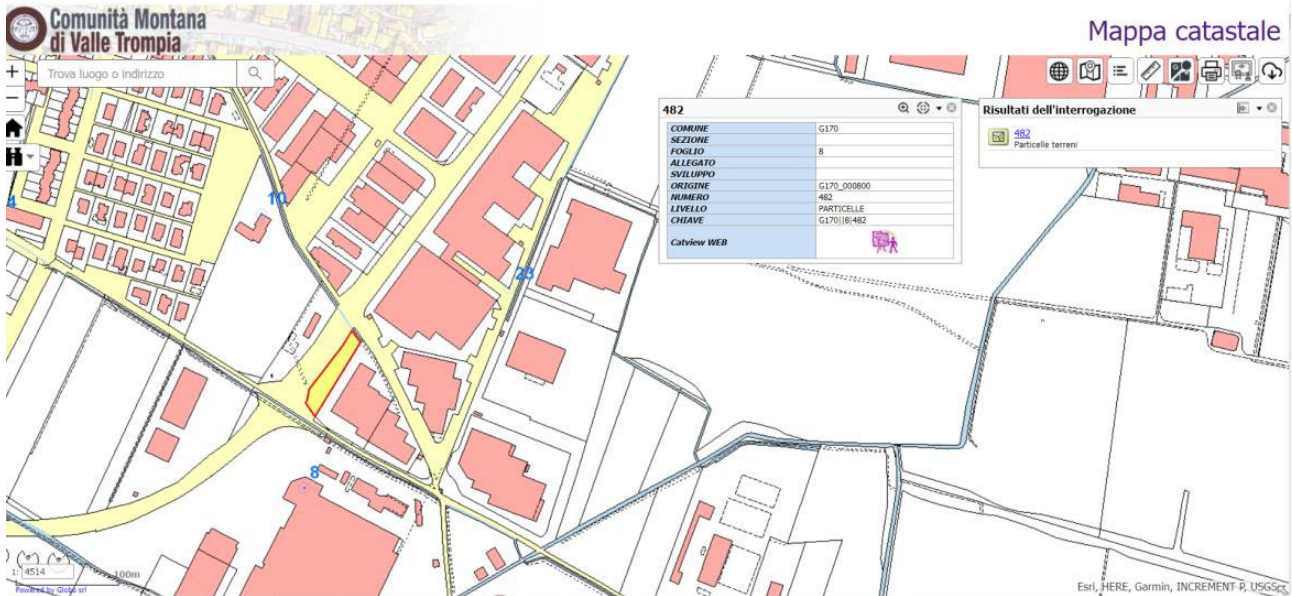 Comunità Montana
di Valle Trompia
Mappa catastale
+
Trova luogo o indirizzo
−
482
COMUNE G170
SEZIONE
FOGLIO 8
ALLEGATO
SVILUPPO
ORIGINE G170_000800
NUMERO 482
LIVELLO PARTICELLE
CHIAVE G170||8|482
Catview WEB
Risultati dell'interrogazione
482
Particelle terreni
10
4
23
8
1: 4514
100m
Powered by Globo srl
Esri, HERE, Garmin, INCREMENT P, USGS